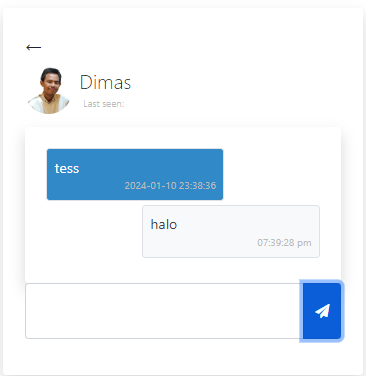 Dimas
Last seen:
tess
2024-01-10 23:38:36
halo
07:39:28 pm